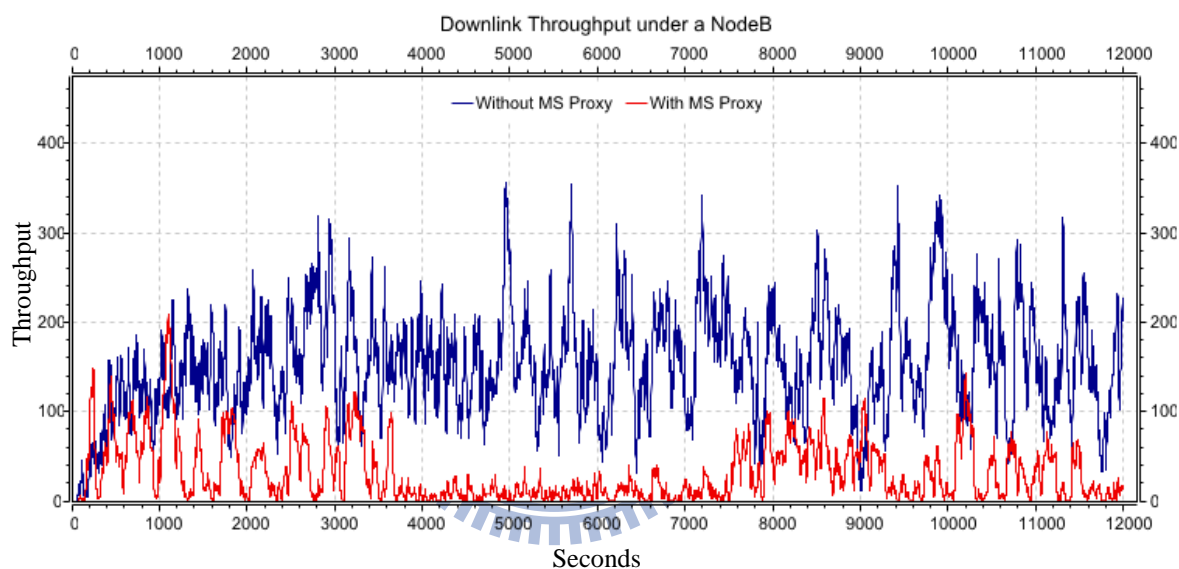 Downlink Throughput under a NodeB
0 1000 2000 3000 4000 5000 6000 7000 8000 9000 10000 11000 12000
Without MS Proxy With MS Proxy
400 400
300 300
200 200
100 100
0 0
Throughput
0 1000 2000 3000 4000 5000 6000 7000 8000 9000 10000 11000 12000
Seconds